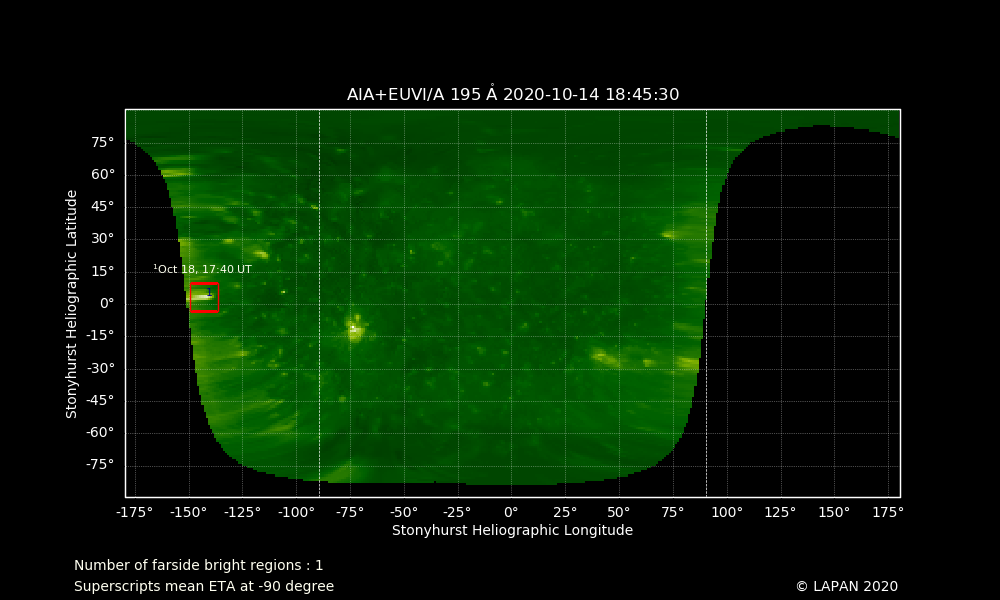 AIA+EUVI/A 195 Å 2020-10-14 18:45:30
75°
60°
45°
30°
15°
0°
-15°
-30°
-45°
-60°
-75°
Stonyhurst Heliographic Latitude
¹Oct 18, 17:40 UT
1
-175° -150° -125° -100° -75° -50° -25° 0° 25° 50° 75° 100° 125° 150° 175°
Stonyhurst Heliographic Longitude
Number of farside bright regions : 1
Superscripts mean ETA at -90 degree
© LAPAN 2020